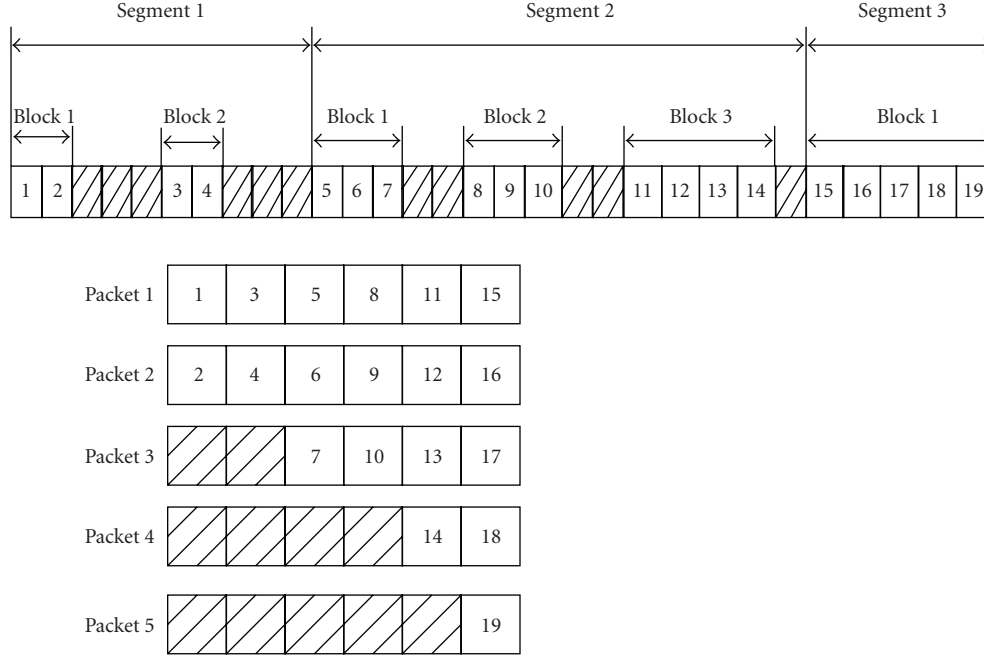 Segment 1 Segment 2 Segment 3
Block 1 Block 2 Block 1 Block 2 Block 3 Block 1
1 2 3 4 5 6 7 8 9 10 11 12 13 14 15 16 17 18 19
Packet 1 1 3 5 8 11 15
Packet 2 2 4 6 9 12 16
Packet 3 7 10 13 17
Packet 4 14 18
Packet 5 19